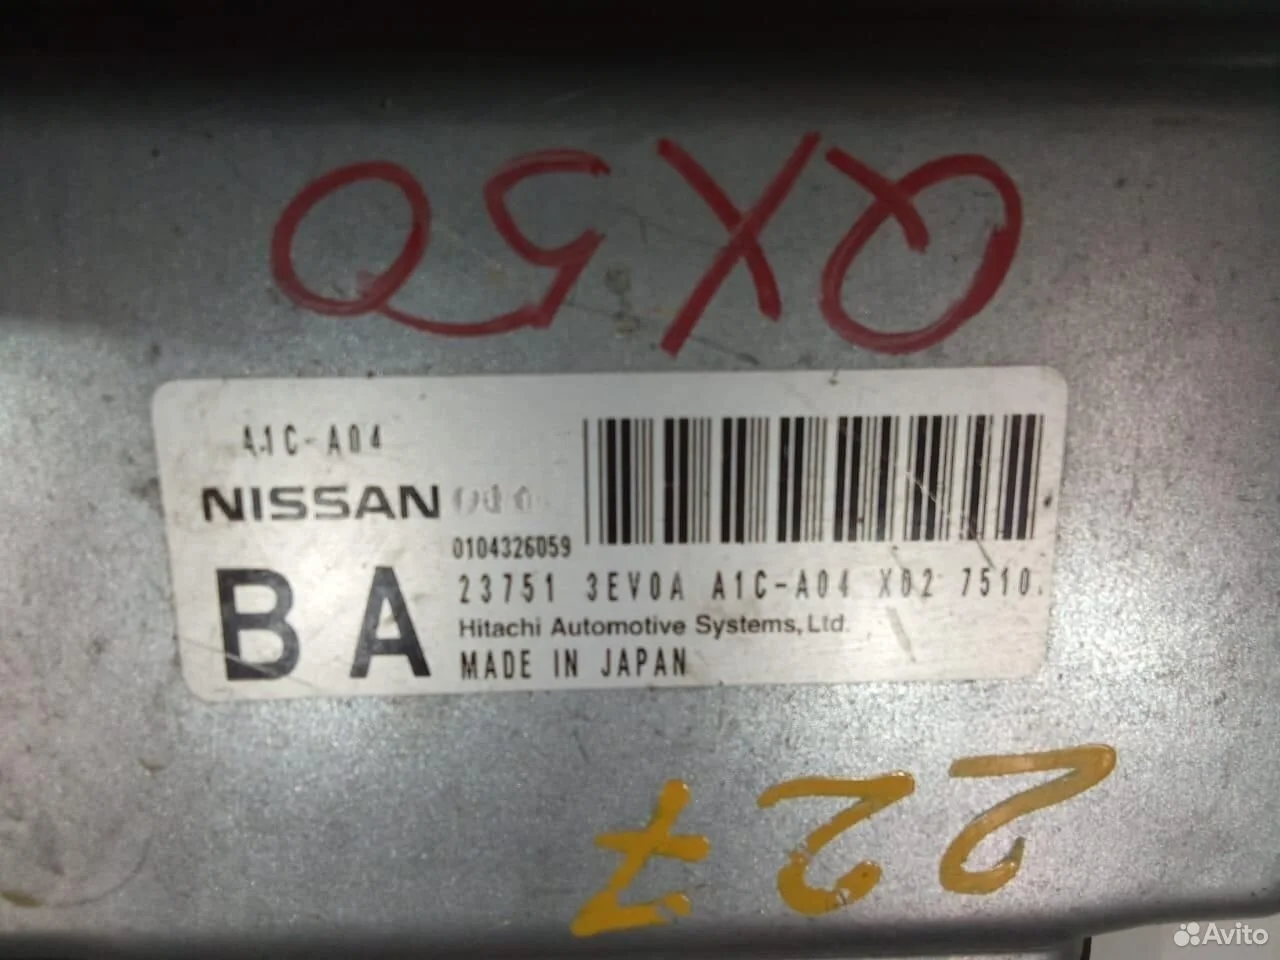 QX50
A1C-A04
NISSAN
0104326059
BA
23751 3EV0A A1C-A04 X02 7510.
Hitachi Automotive Systems, Ltd.
MADE IN JAPAN
227
Avito